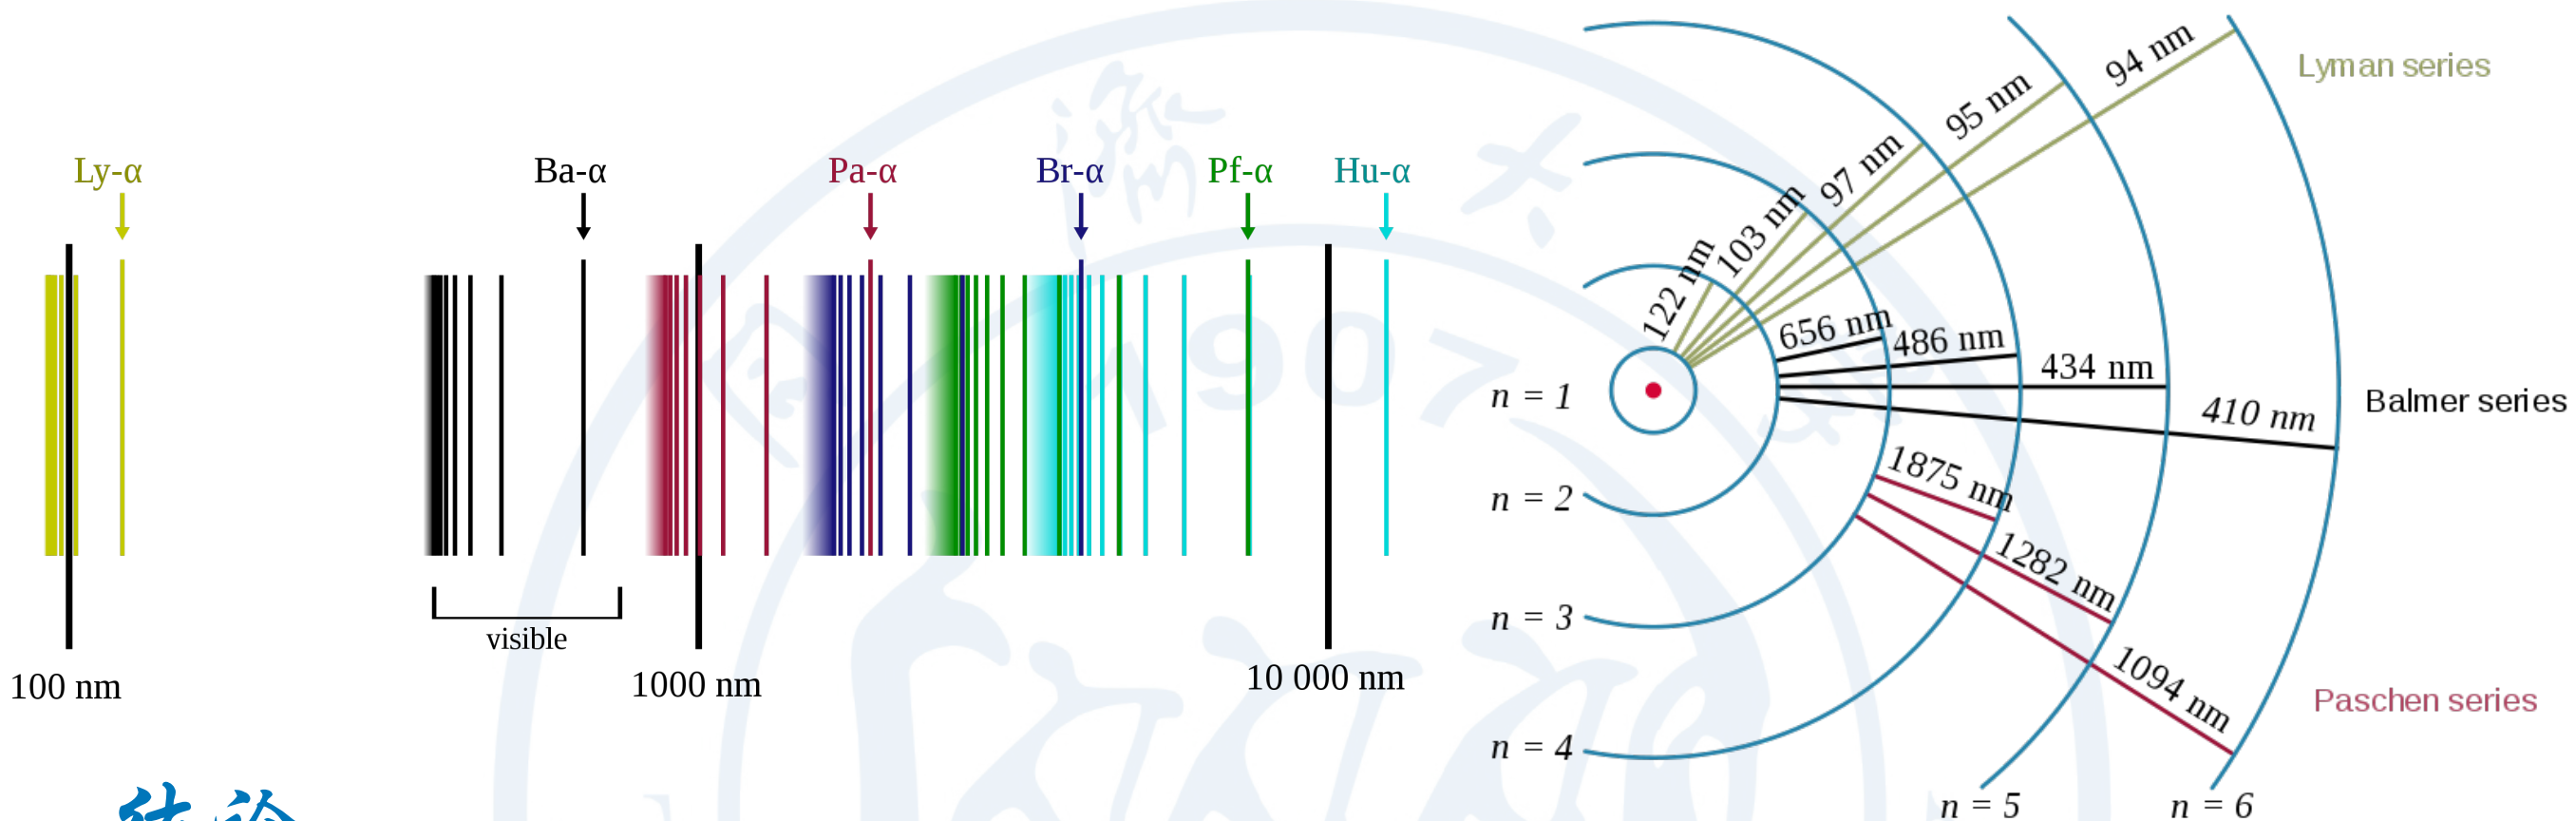 Ly-α
Ba-α
Pa-α
Br-α
Pf-α
Hu-α
visible
100 nm
1000 nm
10 000 nm
94 nm
95 nm
97 nm
103 nm
122 nm
Lyman series
656 nm
486 nm
434 nm
410 nm
Balmer series
1875 nm
1282 nm
1094 nm
Paschen series
n = 1
n = 2
n = 3
n = 4
n = 5
n = 6
1907